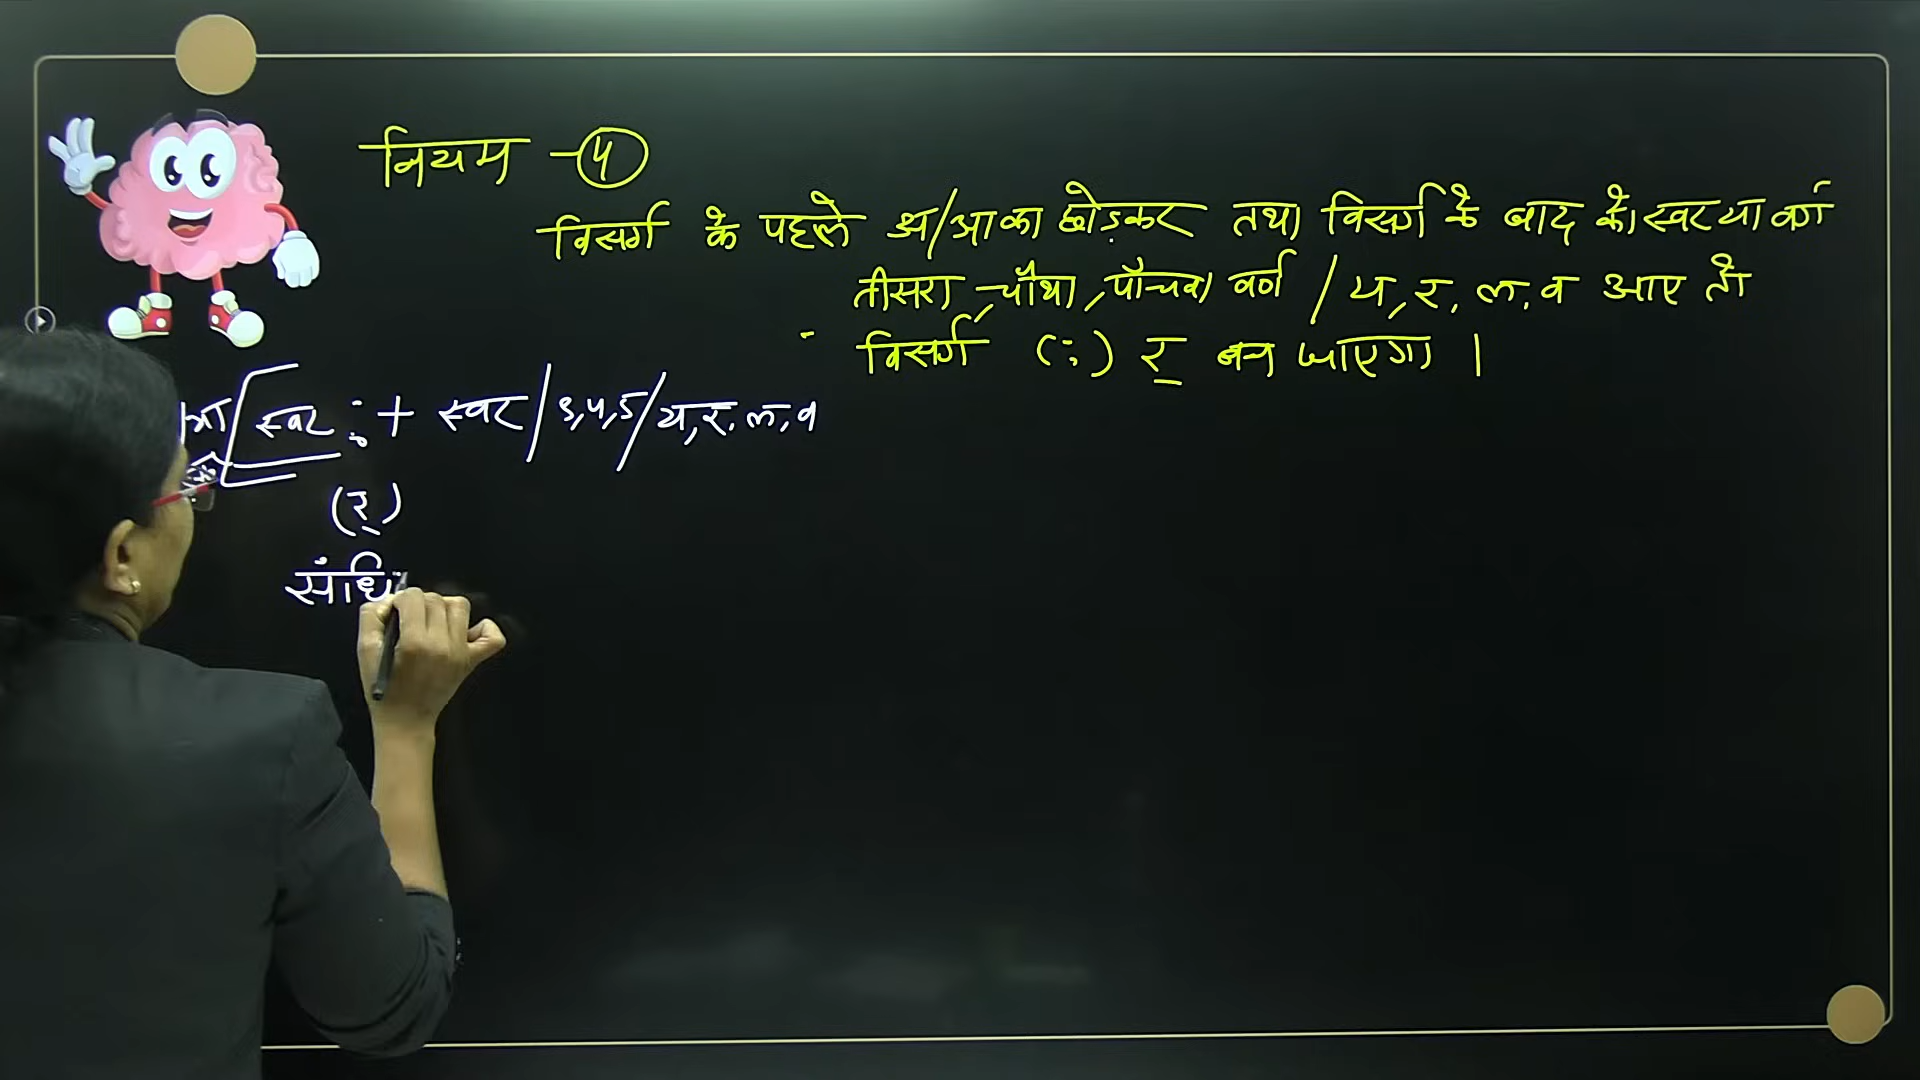 नियम -④
विसर्ग के पहले अ/आ का छोड़कर तथा विसर्ग के बाद को स्वर या वर्ग
तीसरा, चौथा, पाँचवा वर्ण / य, र, ल, व आए तो
विसर्ग (:) र् बन जाएगा।
स्वर : + स्वर / 3,4,5 / य, र, ल, व
(र्)
संधि